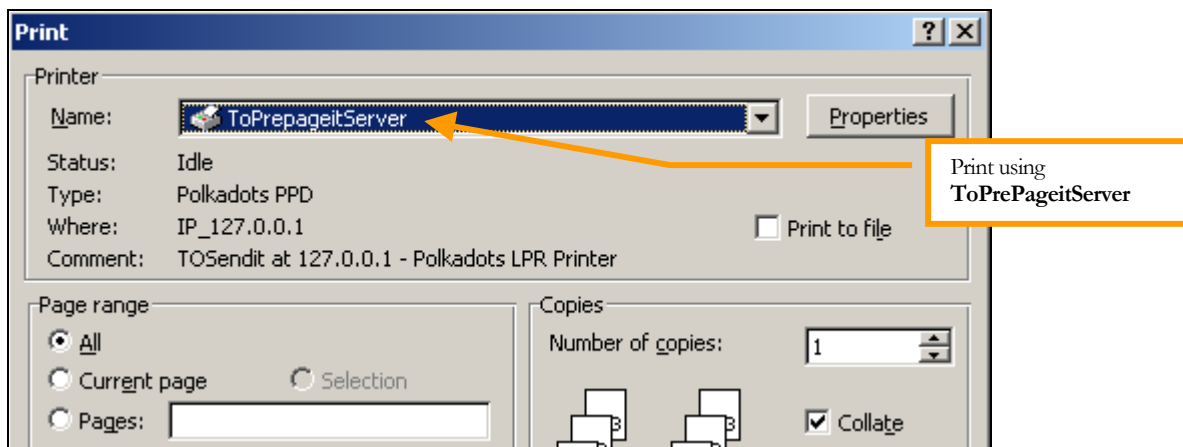 Print
Printer
Name: ToPrepageitServer Properties
Status: Idle
Type: Polkadots PPD
Where: IP_127.0.0.1 Print to file
Comment: TOSendit at 127.0.0.1 - Polkadots LPR Printer
Print using
ToPrePageitServer
Page range
All
Current page Selection
Pages:
Copies
Number of copies: 1
3 3
Collate